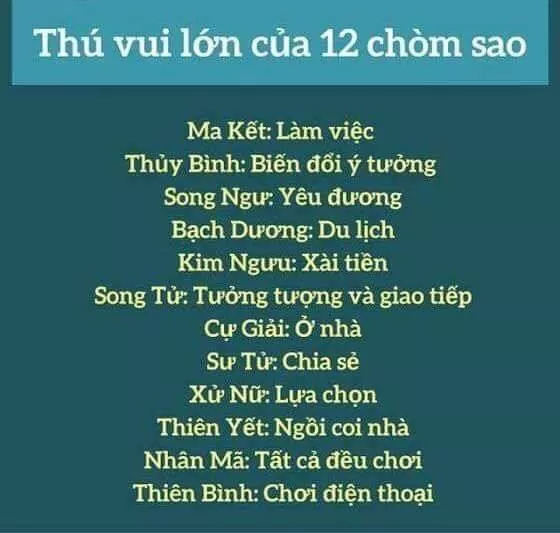 Thú vui lớn của 12 chòm sao
Ma Kết: Làm việc
Thủy Bình: Biến đổi ý tưởng
Song Ngư: Yêu đương
Bạch Dương: Du lịch
Kim Ngưu: Xài tiền
Song Tử: Tưởng tượng và giao tiếp
Cự Giải: Ở nhà
Sư Tử: Chia sẻ
Xử Nữ: Lựa chọn
Thiên Yết: Ngồi coi nhà
Nhân Mã: Tất cả đều chơi
Thiên Bình: Chơi điện thoại